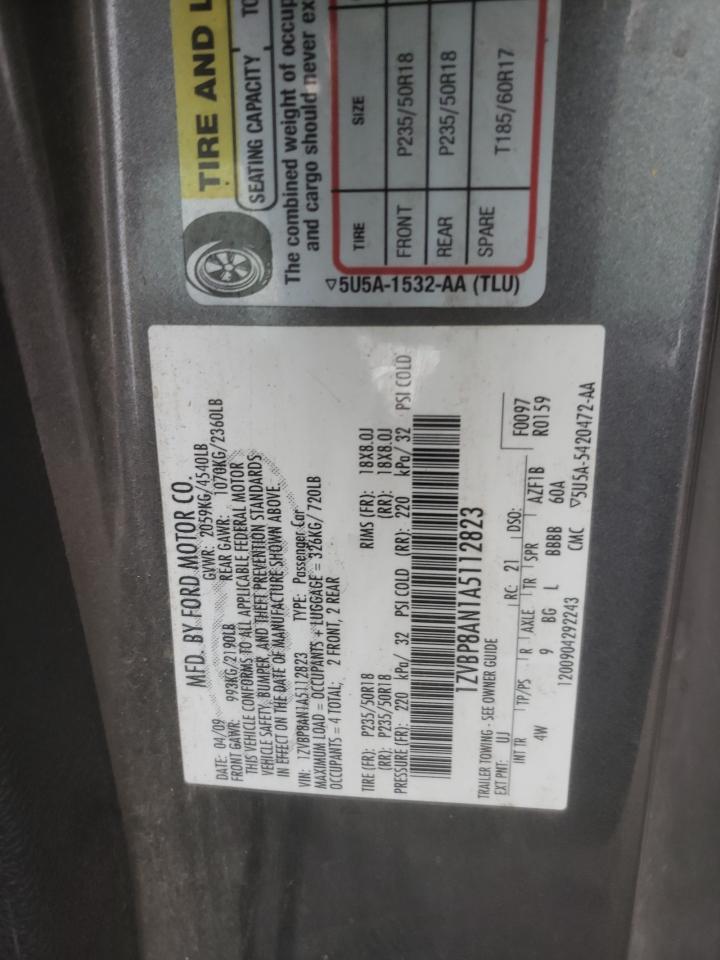 TIRE AND L
SEATING CAPACITY TO
The combined weight of occup
and cargo should never ex
TIRE SIZE
FRONT P235/50R18
REAR P235/50R18
SPARE T185/60R17
▽5U5A-1532-AA (TLU)
MFD. BY FORD MOTOR CO.
DATE: 04/09 GVWR: 2059KG/4540LB
FRONT GAWR: 993KG/2190LB REAR GAWR: 1070KG/2360LB
THIS VEHICLE CONFORMS TO ALL APPLICABLE FEDERAL MOTOR
VEHICLE SAFETY, BUMPER, AND THEFT PREVENTION STANDARDS
IN EFFECT ON THE DATE OF MANUFACTURE SHOWN ABOVE.
VIN: 1ZVBP8AN1A5112823 TYPE: Passenger Car
MAXIMUM LOAD = OCCUPANTS + LUGGAGE = 326KG/ 720LB
OCCUPANTS = 4 TOTAL; 2 FRONT, 2 REAR
TIRE (FR): P235/50R18 RIMS (FR): 18X8.0J
(RR): P235/50R18 (RR): 18X8.0J
PRESSURE (FR): 220 kPa/ 32 PSI COLD (RR): 220 kPa/ 32 PSI COLD
1ZVBP8AN1A5112823
TRAILER TOWING - SEE OWNER GUIDE
EXT PNT: UJ RC: 21 DSO: F0097
INT TR TP/PS R AXLE TR SPR R0159
4W 9 BG L BBBB AZF1B
60A
1200904292243 CMC ▽5U5A-5420472-AA